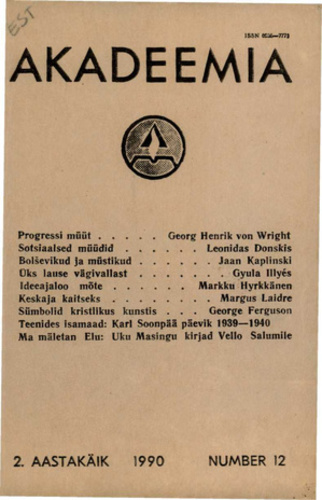 EST
ISSN 0536—7773
AKADEEMIA
A
Progressi müüt . . . . . Georg Henrik von Wright
Sotsiaalsed müüdid . . . . . . Leonidas Donskis
Bolševikud ja müstikud . . . . . . Jaan Kaplinski
Üks lause vägivallast . . . . . . Gyula Illyés
Ideeajaloo mõte . . . . . . Markku Hyrkkänen
Keskaja kaitseks . . . . . . . Margus Laidre
Sümbolid kristlikus kunstis . . . George Ferguson
Teenides isamaad: Karl Soonpää päevik 1939—1940
Ma mäletan Elu: Uku Masingu kirjad Vello Salumile
2. AASTAKÄIK 1990 NUMBER 12